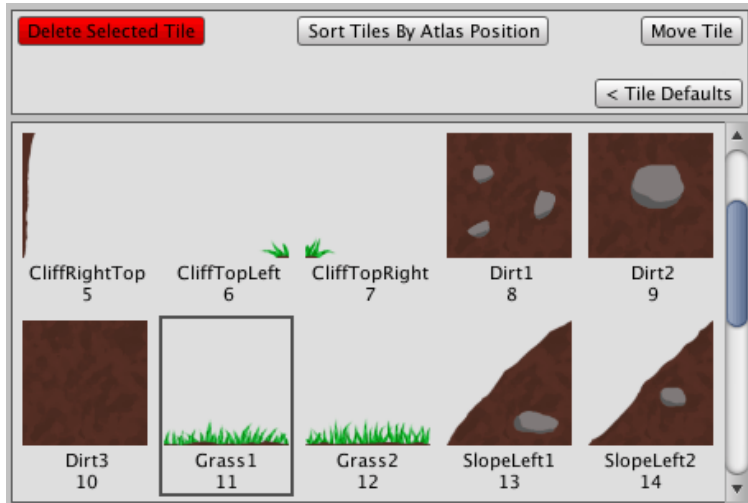 Delete Selected Tile
Sort Tiles By Atlas Position
Move Tile
< Tile Defaults
CliffRightTop
5
CliffTopLeft
6
CliffTopRight
7
Dirt1
8
Dirt2
9
Dirt3
10
Grass1
11
Grass2
12
SlopeLeft1
13
SlopeLeft2
14